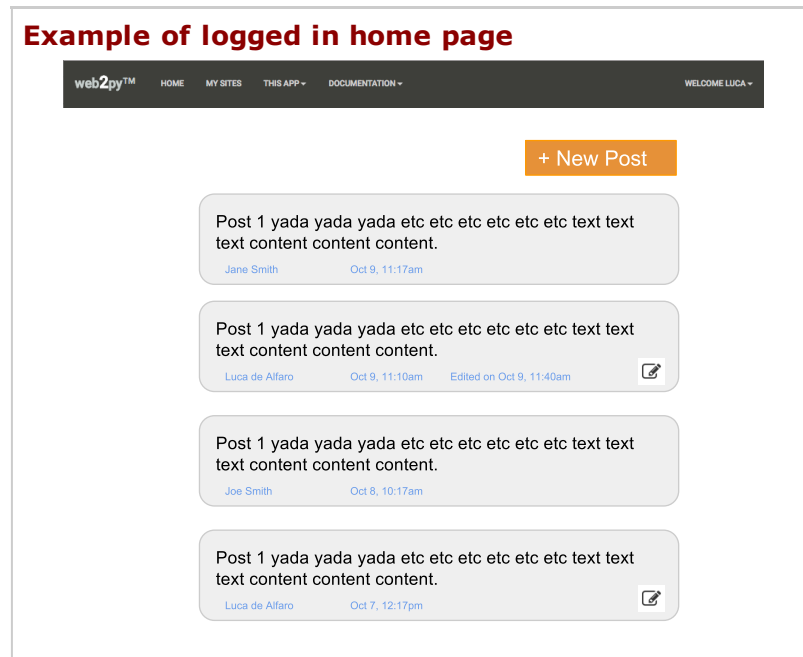 Example of logged in home page
web2py™ HOME MY SITES THIS APP DOCUMENTATION WELCOME LUCA
+ New Post
Post 1 yada yada yada etc etc etc etc etc etc text text
text content content content.
Jane Smith Oct 9, 11:17am
Post 1 yada yada yada etc etc etc etc etc etc text text
text content content content.
Luca de Alfaro Oct 9, 11:10am Edited on Oct 9, 11:40am
Post 1 yada yada yada etc etc etc etc etc etc text text
text content content content.
Joe Smith Oct 8, 10:17am
Post 1 yada yada yada etc etc etc etc etc etc text text
text content content content.
Luca de Alfaro Oct 7, 12:17pm